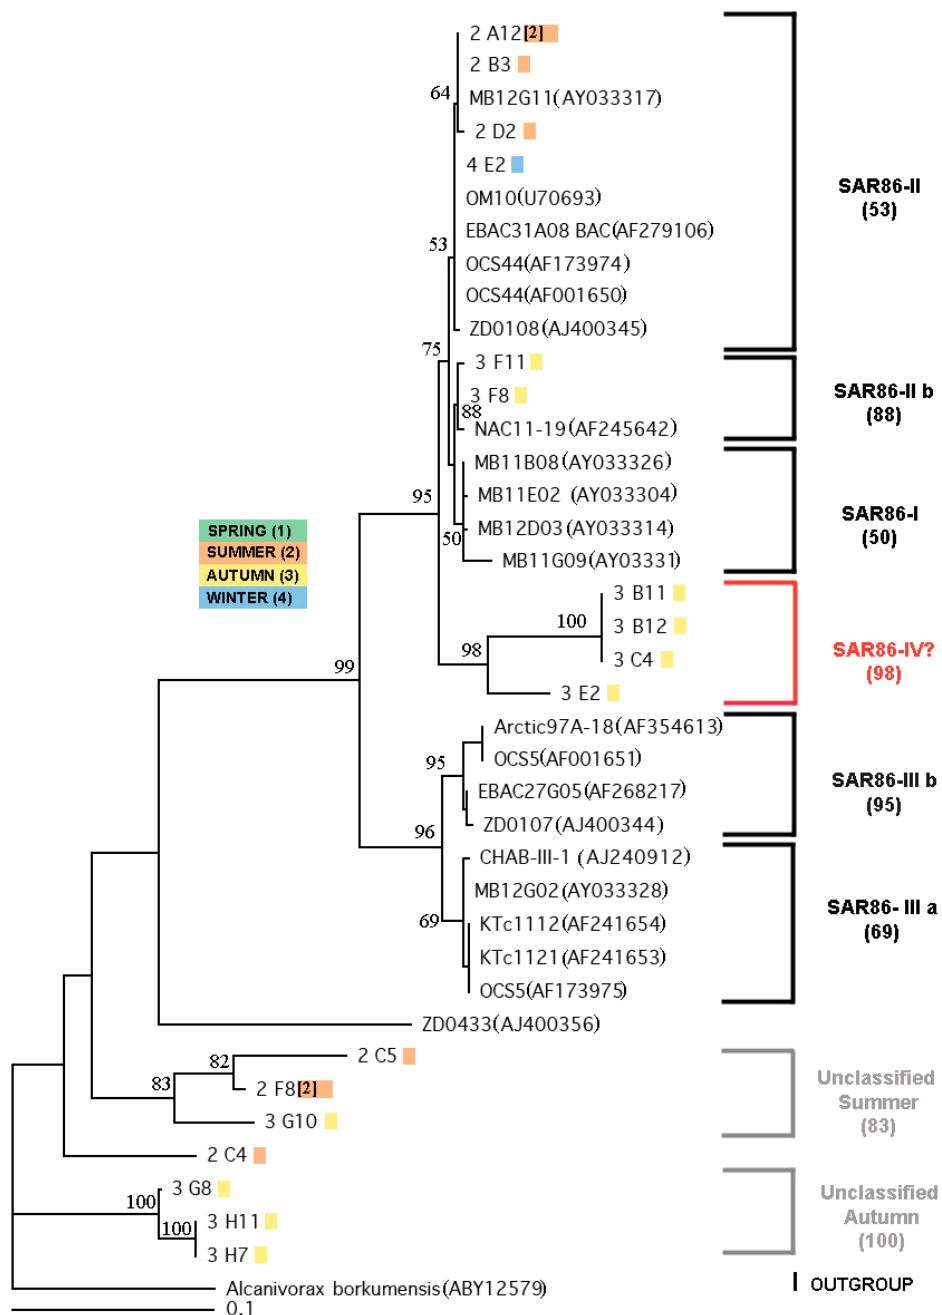 2 A12[2]
2 B3
64
MB12G11(AY033317)
2 D2
4 E2
SAR86-II
(53)
OM10(U70693)
EBAC31A08 BAC(AF279106)
53
OCS44(AF173974)
OCS44(AF001650)
ZD0108(AJ400345)
75
3 F11
3 F8
SAR86-II b
(88)
88
NAC11-19(AF245642)
MB11B08(AY033326)
95
MB11E02 (AY033304)
SAR86-I
(50)
MB12D03(AY033314)
50
MB11G09(AY03331)
SPRING (1)
SUMMER (2)
AUTUMN (3)
WINTER (4)
3 B11
100
3 B12
98
3 C4
SAR86-IV?
(98)
99
3 E2
Arctic97A-18(AF354613)
OCS5(AF001651)
95
EBAC27G05(AF268217)
SAR86-III b
(95)
ZD0107(AJ400344)
96
CHAB-III-1 (AJ240912)
MB12G02(AY033328)
SAR86- III a
(69)
69
KTc1112(AF241654)
KTc1121(AF241653)
OCS5(AF173975)
ZD0433(AJ400356)
82
2 C5
83
2 F8[2]
Unclassified
Summer
(83)
3 G10
2 C4
3 G8
100
Unclassified
Autumn
(100)
3 H11
100
3 H7
Alcanivorax borkumensis(ABY12579)
OUTGROUP
0.1